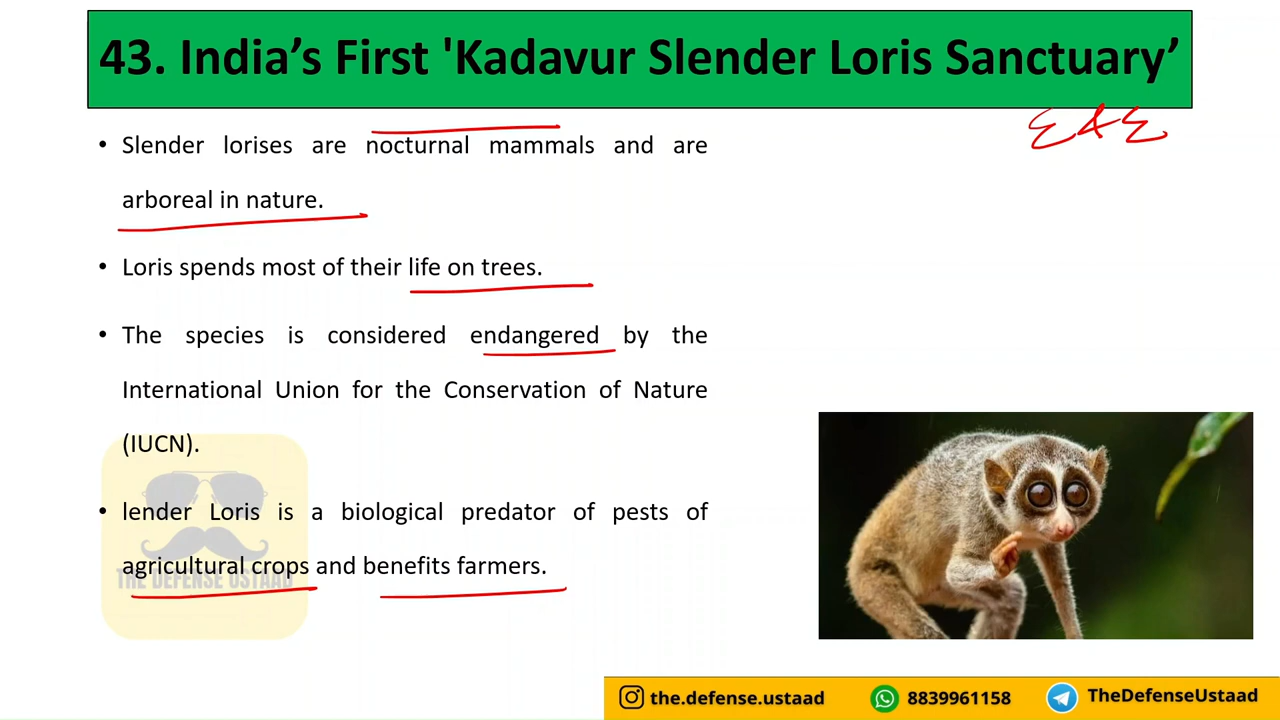 43. India’s First 'Kadavur Slender Loris Sanctuary’
E&E
• Slender lorises are nocturnal mammals and are
arboreal in nature.
• Loris spends most of their life on trees.
• The species is considered endangered by the
International Union for the Conservation of Nature
(IUCN).
• lender Loris is a biological predator of pests of
agricultural crops and benefits farmers.
THE DEFENSE USTAAD
the.defense.ustaad
8839961158
TheDefenseUstaad